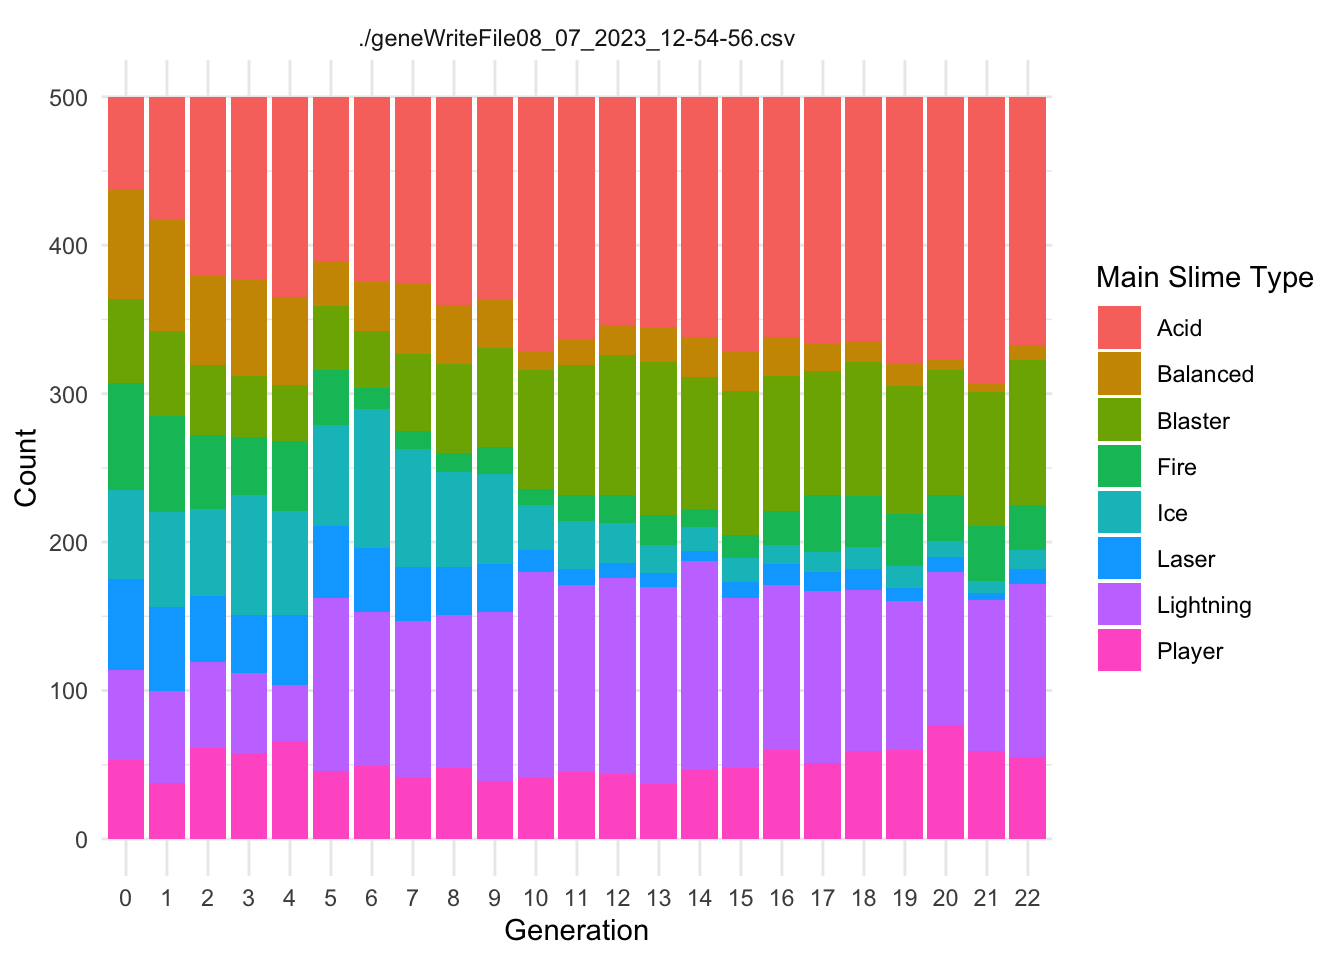 ./geneWriteFile08_07_2023_12-54-56.csv
500
400
300
200
100
0
Count
0 1 2 3 4 5 6 7 8 9 10 11 12 13 14 15 16 17 18 19 20 21 22
Generation
Main Slime Type
Acid
Balanced
Blaster
Fire
Ice
Laser
Lightning
Player